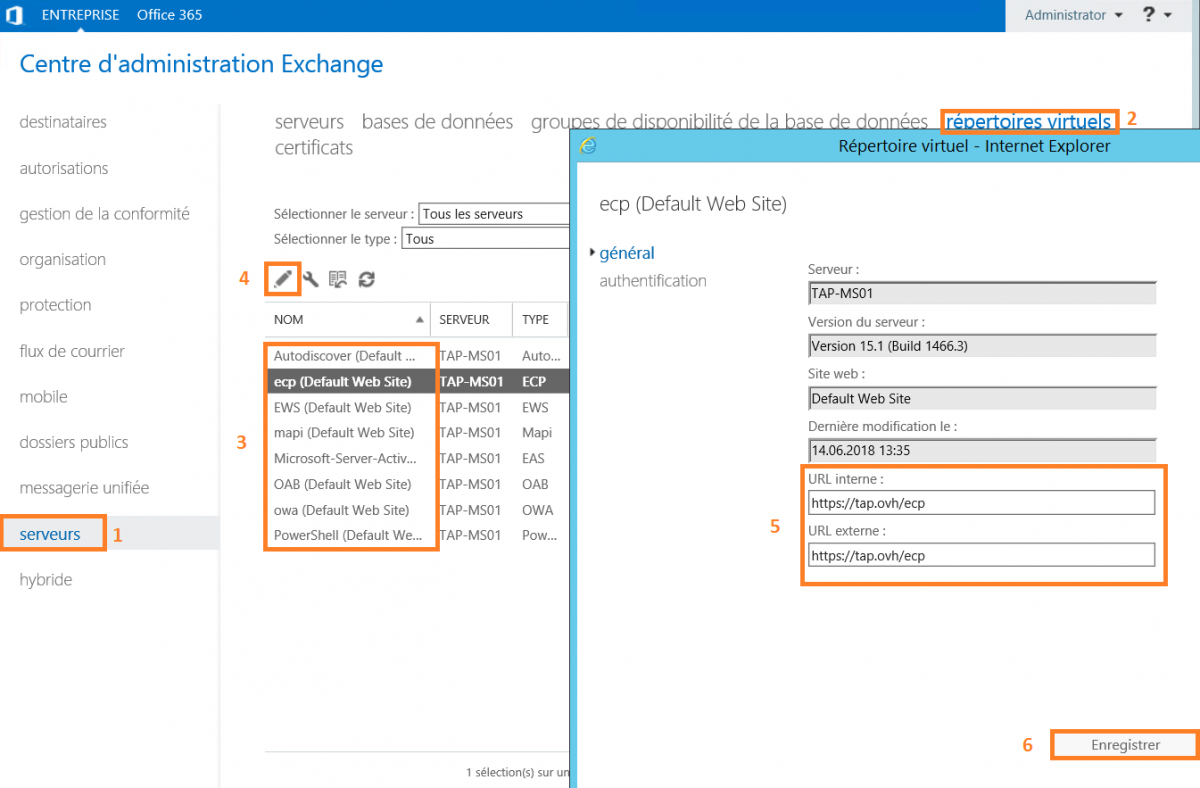 ENTREPRISE Office 365 Administrator ?
Centre d'administration Exchange
destinataires
autorisations
gestion de la conformité
organisation
protection
flux de courrier
mobile
dossiers publics
messagerie unifiée
serveurs 1
hybride
serveurs bases de données groupes de disponibilité de la base de données répertoires virtuels 2
certificats
Sélectionner le serveur : Tous les serveurs
Sélectionner le type : Tous
4
NOM SERVEUR TYPE
Autodiscover (Default ... TAP-MS01 Auto...
ecp (Default Web Site) TAP-MS01 ECP
EWS (Default Web Site) TAP-MS01 EWS
mapi (Default Web Site) TAP-MS01 Mapi
3
Microsoft-Server-Activ... TAP-MS01 EAS
OAB (Default Web Site) TAP-MS01 OAB
owa (Default Web Site) TAP-MS01 OWA
PowerShell (Default We... TAP-MS01 Pow...
1 sélection(s) sur un
Répertoire virtuel - Internet Explorer
ecp (Default Web Site)
général
authentification
Serveur :
TAP-MS01
Version du serveur :
Version 15.1 (Build 1466.3)
Site web :
Default Web Site
Dernière modification le :
14.06.2018 13:35
URL interne :
https://tap.ovh/ecp
5
URL externe :
https://tap.ovh/ecp
6 Enregistrer